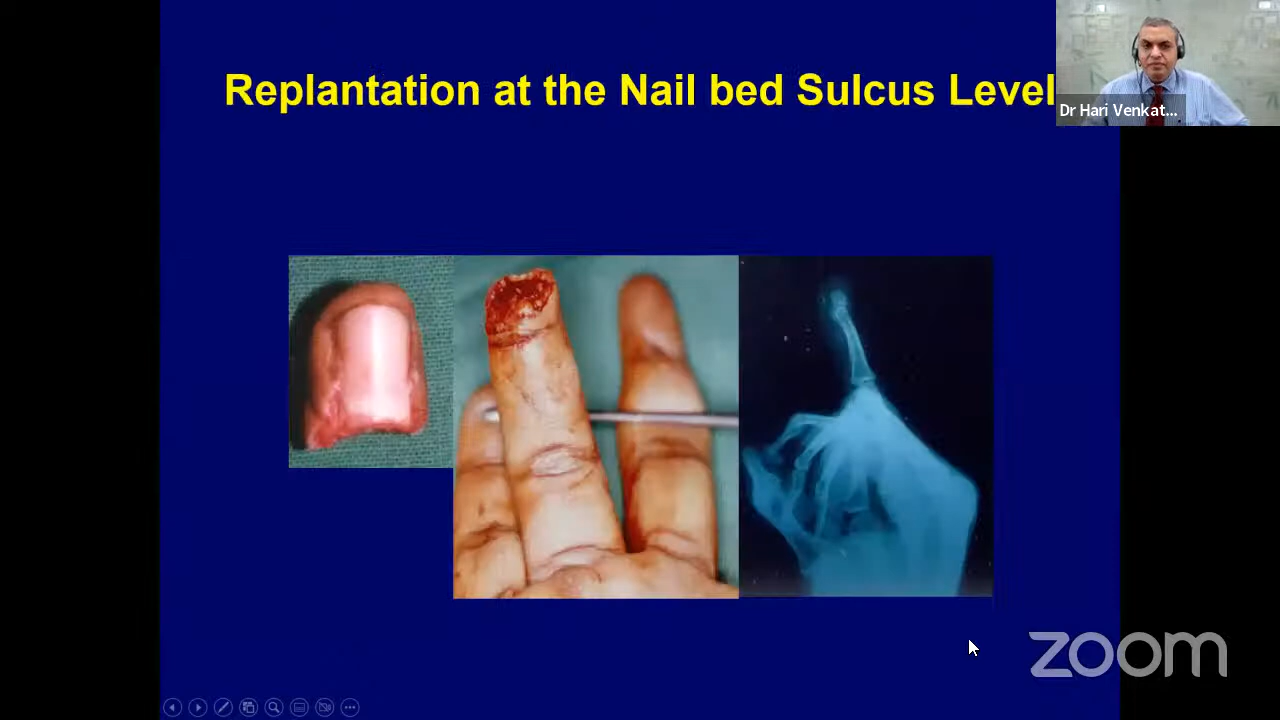 Replantation at the Nail bed Sulcus Level
Dr Hari Venkat...
zoom